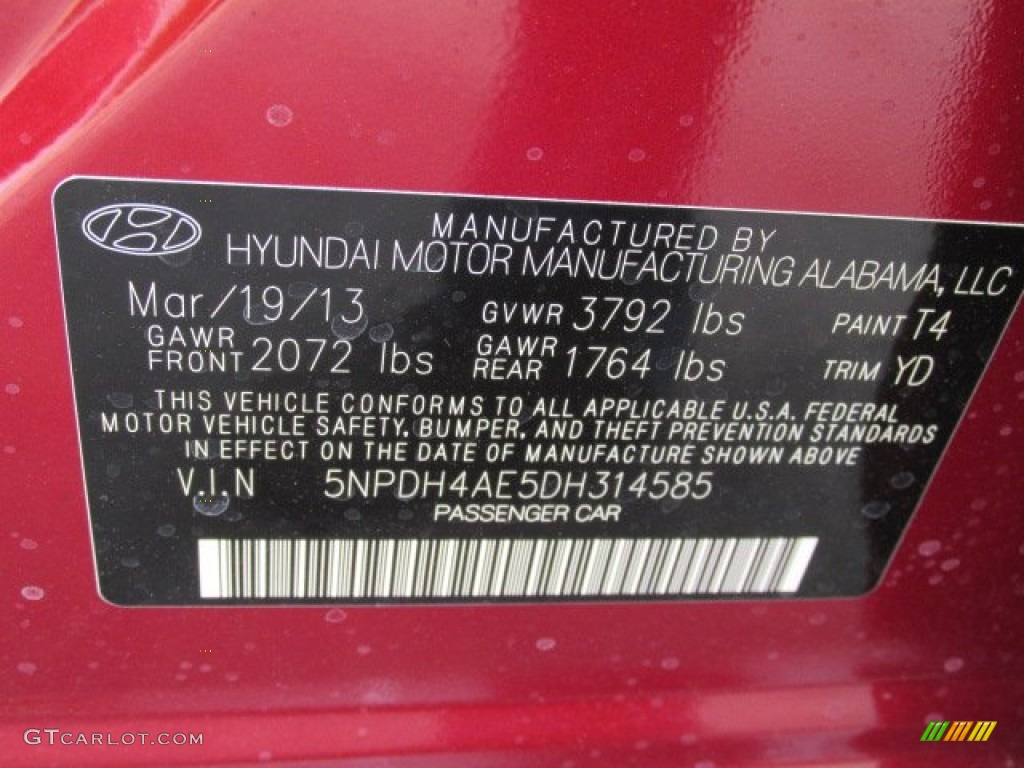 MANUFACTURED BY
HYUNDAI MOTOR MANUFACTURING ALABAMA, LLC
Mar/19/13 GVWR 3792 lbs PAINT T4
GAWR FRONT 2072 lbs GAWR REAR 1764 lbs TRIM YD
THIS VEHICLE CONFORMS TO ALL APPLICABLE U.S.A. FEDERAL
MOTOR VEHICLE SAFETY, BUMPER, AND THEFT PREVENTION STANDARDS
IN EFFECT ON THE DATE OF MANUFACTURE SHOWN ABOVE
V.I.N 5NPDH4AE5DH314585
PASSENGER CAR
GTCARLOT.COM